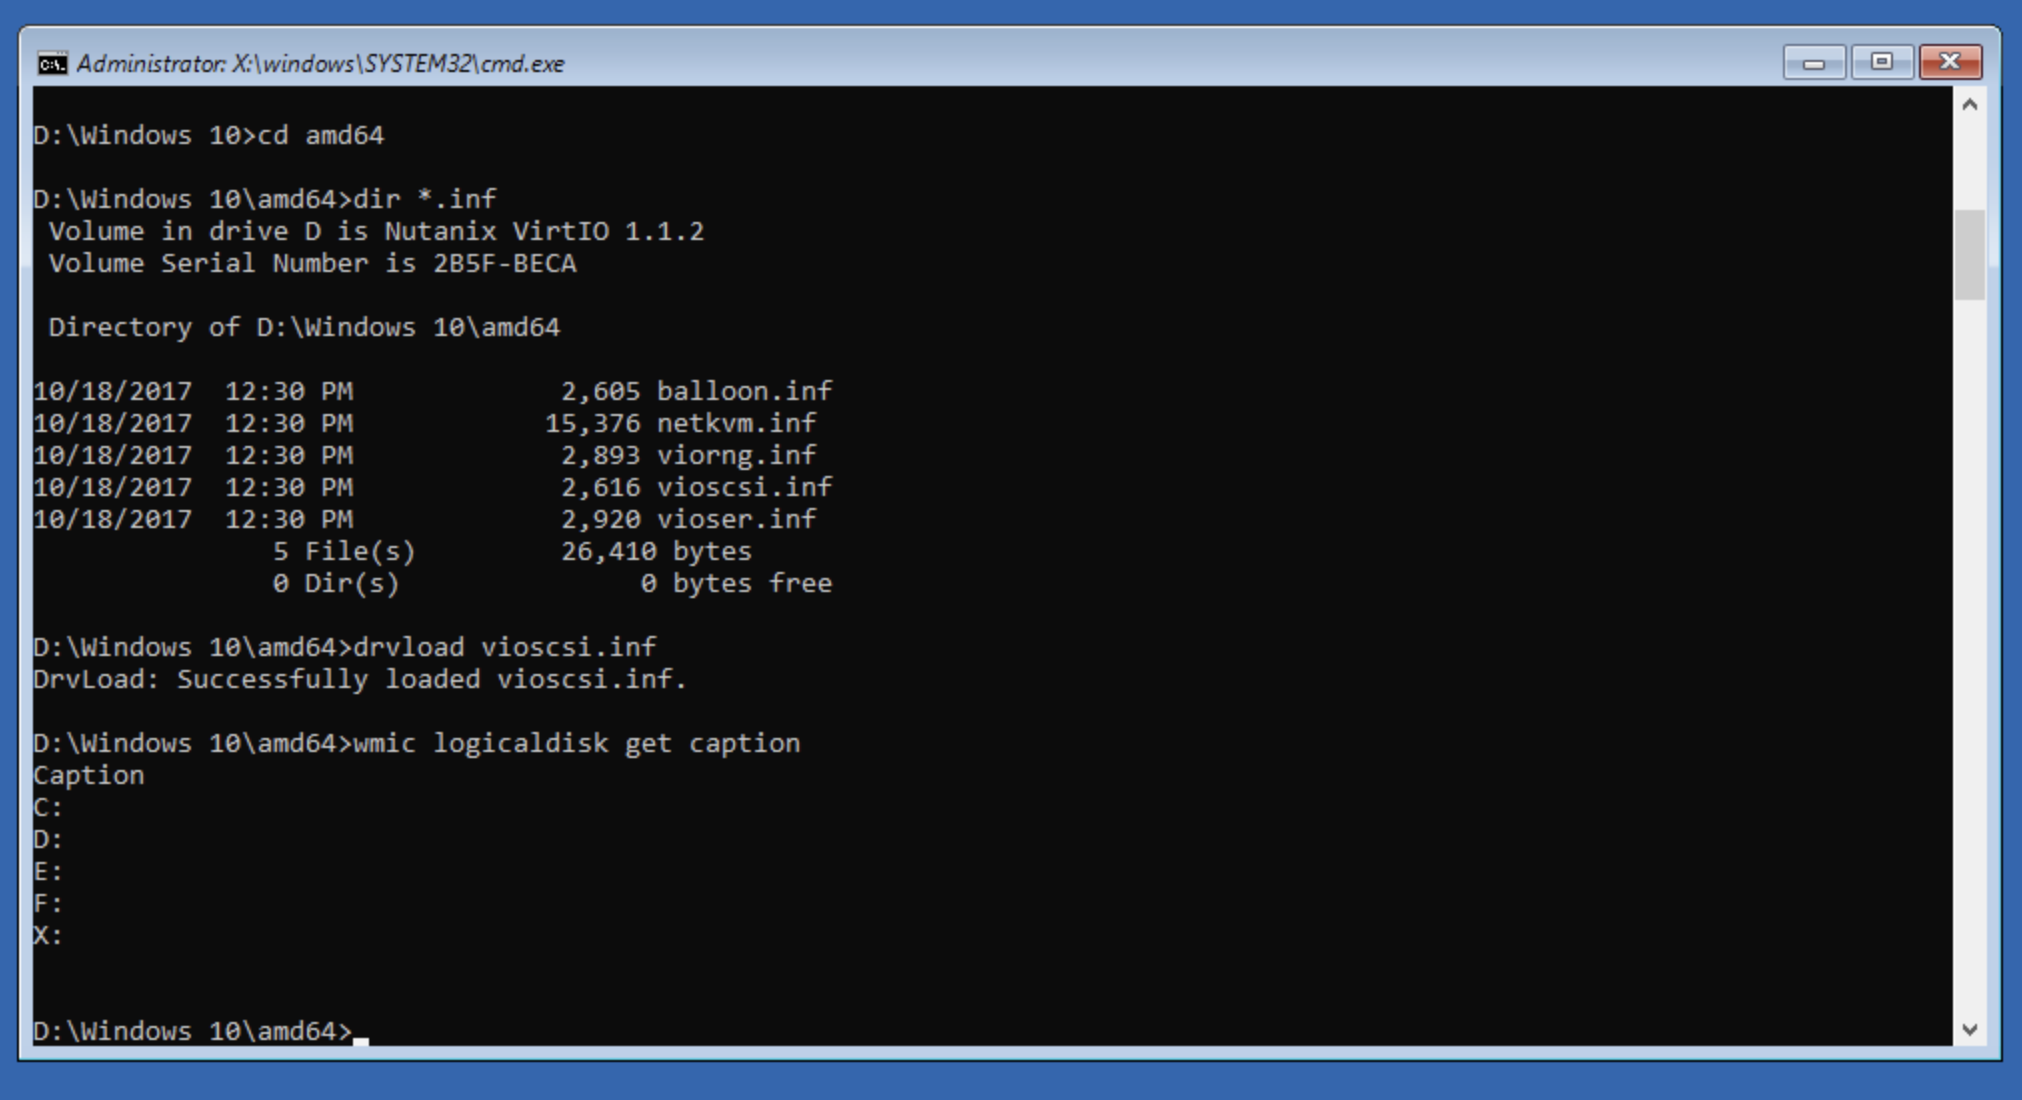 Administrator: X:\windows\SYSTEM32\cmd.exe
D:\Windows 10>cd amd64
D:\Windows 10\amd64>dir *.inf
Volume in drive D is Nutanix VirtIO 1.1.2
Volume Serial Number is 2B5F-BECA
Directory of D:\Windows 10\amd64
10/18/2017  12:30 PM             2,605 balloon.inf
10/18/2017  12:30 PM            15,376 netkvm.inf
10/18/2017  12:30 PM             2,893 viorng.inf
10/18/2017  12:30 PM             2,616 vioscsi.inf
10/18/2017  12:30 PM             2,920 vioser.inf
5 File(s)         26,410 bytes
0 Dir(s)               0 bytes free
D:\Windows 10\amd64>drvload vioscsi.inf
DrvLoad: Successfully loaded vioscsi.inf.
D:\Windows 10\amd64>wmic logicaldisk get caption
Caption
C:
D:
E:
F:
X:
D:\Windows 10\amd64>